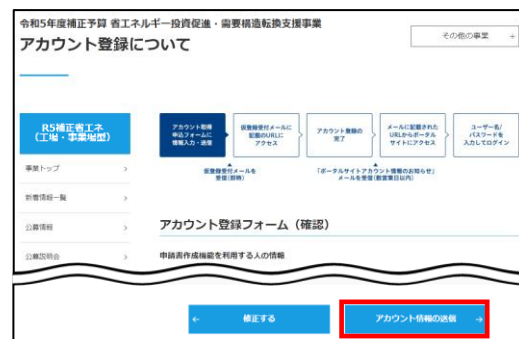 令和5年度補正予算 省エネルギー投資促進・需要構造転換支援事業
アカウント登録について
その他の事業 +
R5補正省エネ
(工場・事業場型)
事業トップ >
新着情報一覧 >
公募情報 >
公募説明会 >
アカウント取得
申込フォームに
情報入力・送信
仮登録受付メールに
記載のURLに
アクセス
アカウント登録の
完了
メールに記載された
URLからポータル
サイトにアクセス
ユーザー名/
パスワードを
入力してログイン
仮登録受付メールを
受信(即時)
「ポータルサイトアカウント情報のお知らせ」
メールを受信(数営業日以内)
アカウント登録フォーム(確認)
申請書作成機能を利用する人の情報
← 修正する
アカウント情報の送信 →